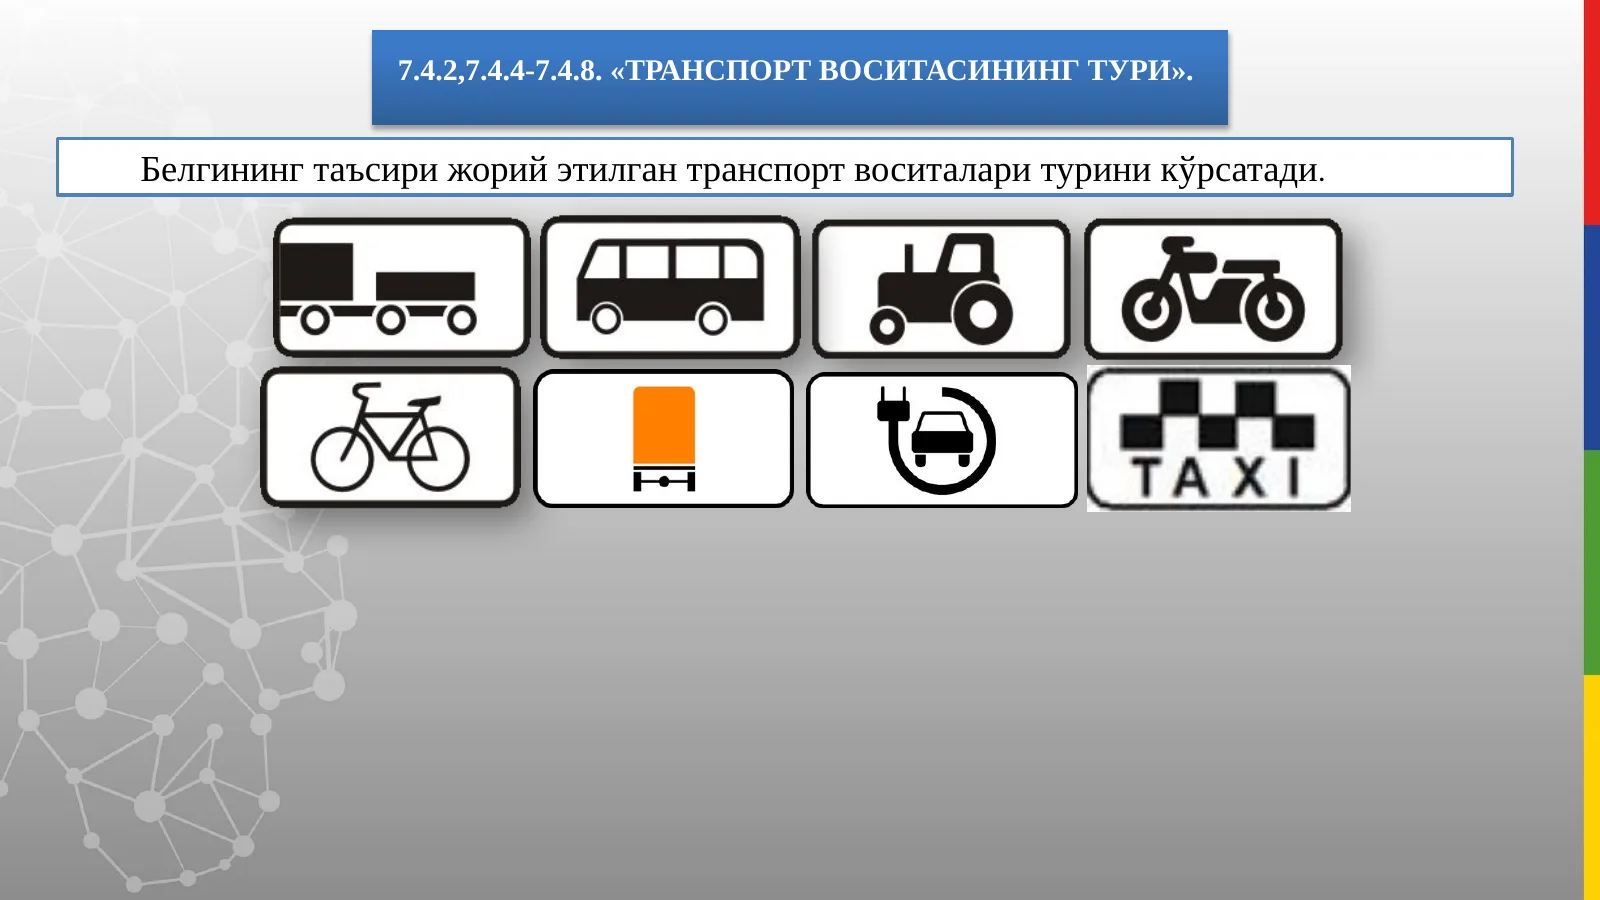 7.4.2,7.4.4-7.4.8. «ТРАНСПОРТ ВОСИТАСИНИНГ ТУРИ».
Белгининг таъсири жорий этилган транспорт воситалари турини кўрсатади.
TAXI